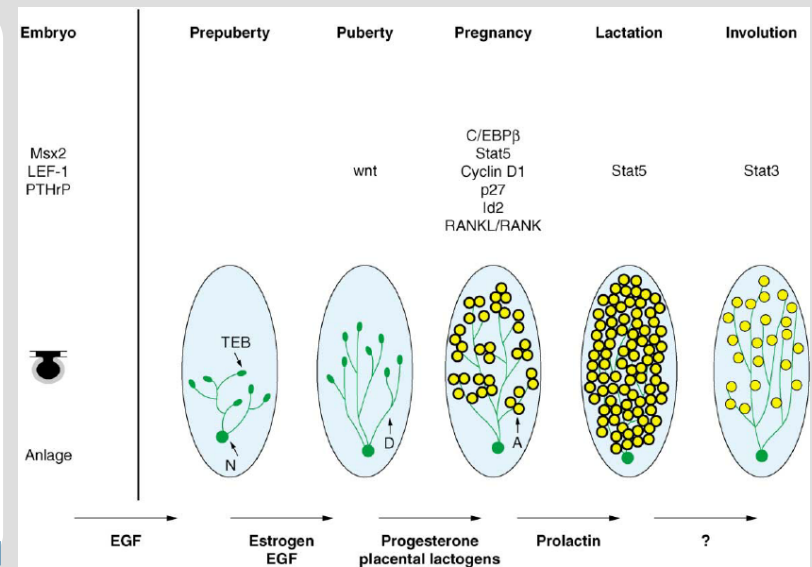 Embryo
Prepuberty
Puberty
Pregnancy
Lactation
Involution
Msx2
LEF-1
PTHrP
wnt
C/EBPβ
Stat5
Cyclin D1
p27
Id2
RANKL/RANK
Stat5
Stat3
TEB
N
D
A
Anlage
EGF
Estrogen
EGF
Progesterone
placental lactogens
Prolactin
?